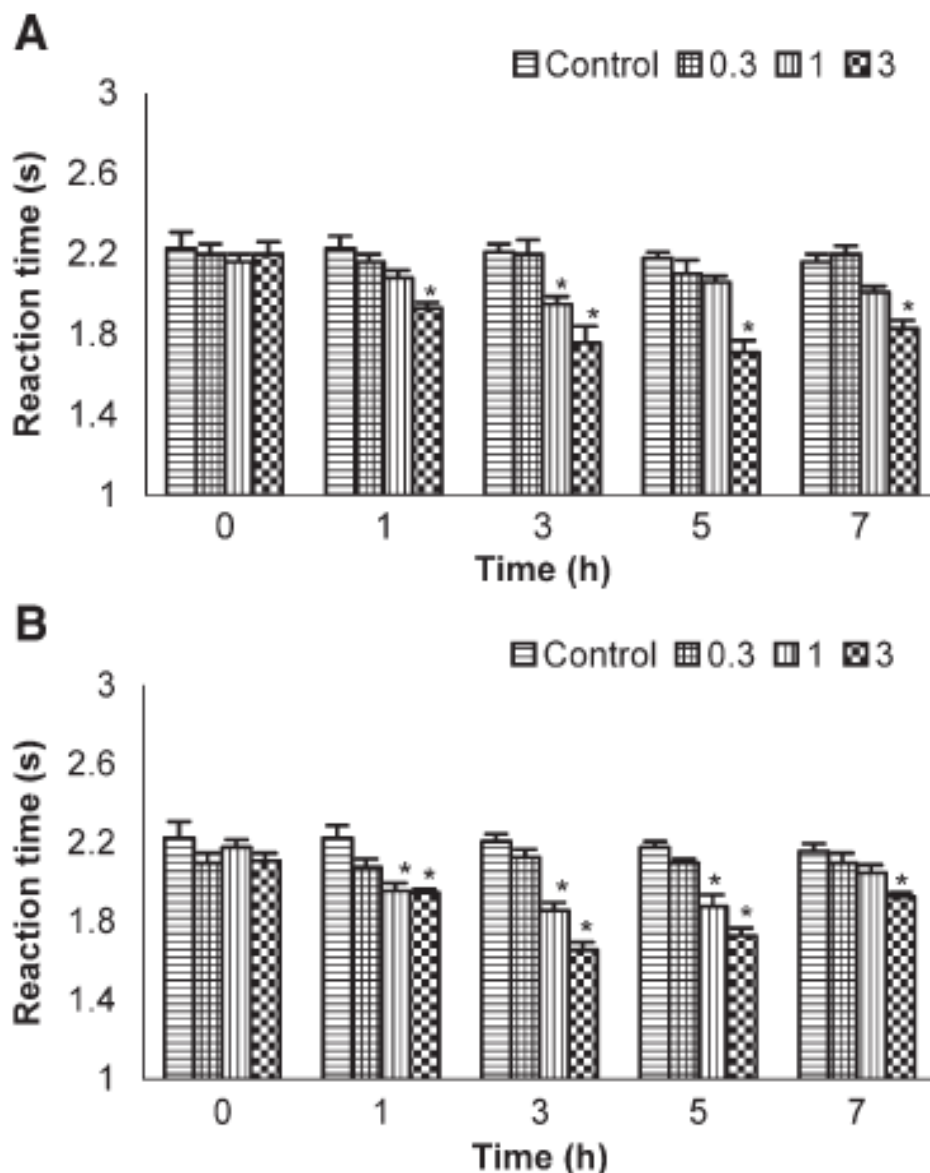 A
Control 0.3 1 3
Reaction time (s)
3
2.6
2.2
1.8
1.4
1
* * * * *
0 1 3 5 7
Time (h)
B
Control 0.3 1 3
Reaction time (s)
3
2.6
2.2
1.8
1.4
1
* * * * * * *
0 1 3 5 7
Time (h)